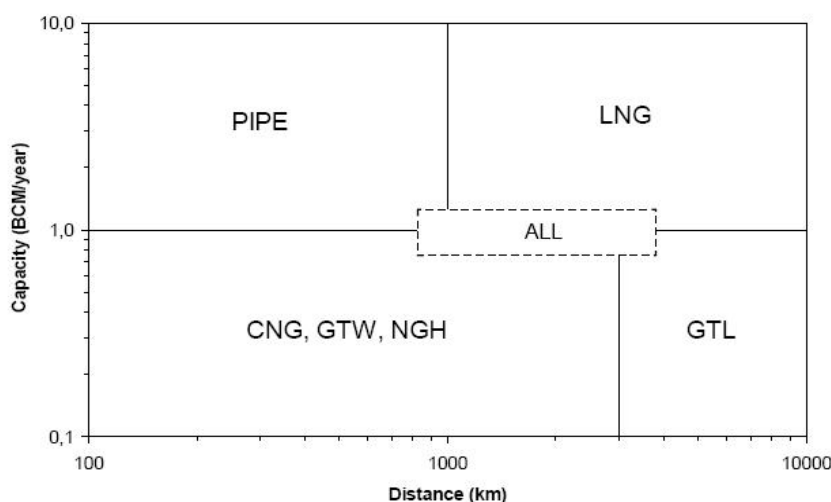 10,0
PIPE
LNG
Capacity (BCM/year)
1,0
ALL
CNG, GTW, NGH
GTL
0,1
100
1000
10000
Distance (km)